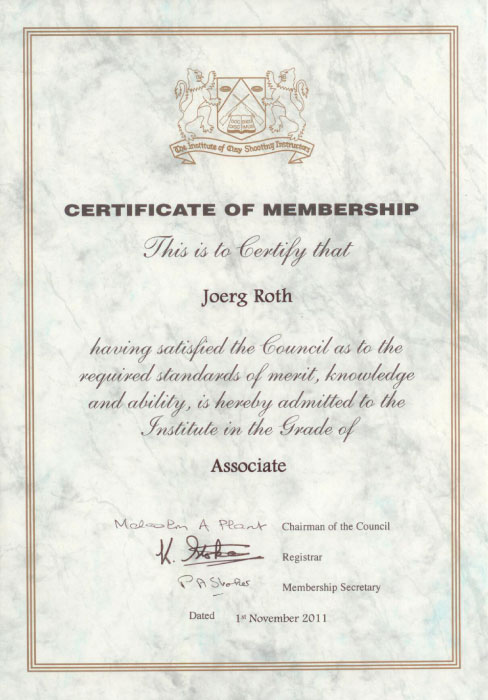 The Institute of Clay Shooting Instructors
CERTIFICATE OF MEMBERSHIP
This is to Certify that
Joerg Roth
having satisfied the Council as to the
required standards of merit, knowledge
and ability, is hereby admitted to the
Institute in the Grade of
Associate
Malcolm A Plant Chairman of the Council
K. Registrar
P A Stoker Membership Secretary
Dated 1st November 2011